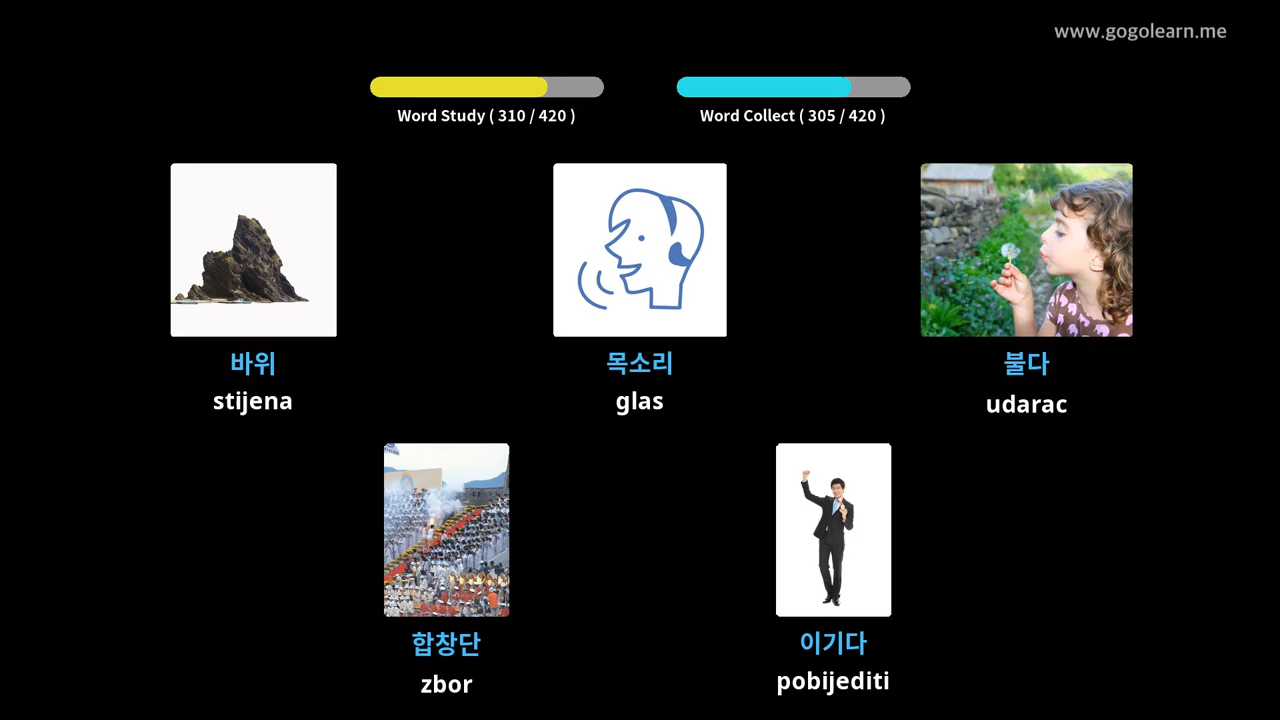 www.gogolearn.me
Word Study ( 310 / 420 )
Word Collect ( 305 / 420 )
바위
stijena
목소리
glas
불다
udarac
합창단
zbor
이기다
pobijediti